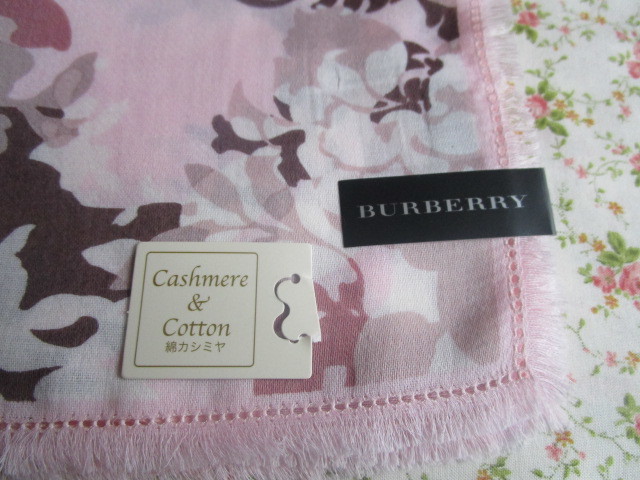 BURBERRY
Cashmere
&
Cotton
綿カシミヤ